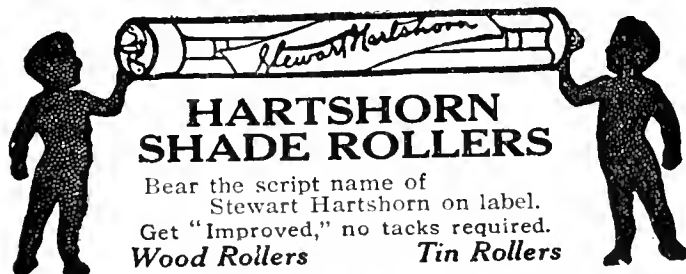 Stewart Hartshorn
HARTSHORN
SHADE ROLLERS
Bear the script name of
Stewart Hartshorn on label.
Get "Improved," no tacks required.
Wood Rollers Tin Rollers